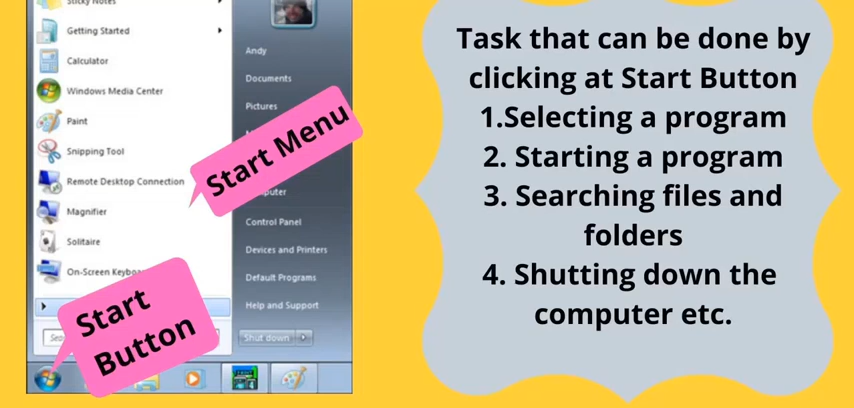 Sticky Notes
Getting Started
Calculator
Windows Media Center
Paint
Snipping Tool
Remote Desktop Connection
Magnifier
Solitaire
On-Screen
Andy
Documents
Pictures
Control Panel
Devices and Printers
Default Programs
Help and Support
Shut down
Start Menu
Start
Button
Task that can be done by
clicking at Start Button
1.Selecting a program
2. Starting a program
3. Searching files and
folders
4. Shutting down the
computer etc.